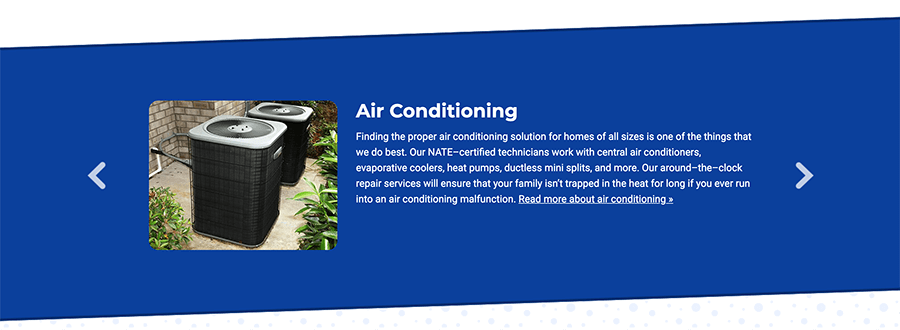 Air Conditioning
Finding the proper air conditioning solution for homes of all sizes is one of the things that
we do best. Our NATE–certified technicians work with central air conditioners,
evaporative coolers, heat pumps, ductless mini splits, and more. Our around–the–clock
repair services will ensure that your family isn’t trapped in the heat for long if you ever run
into an air conditioning malfunction. Read more about air conditioning »